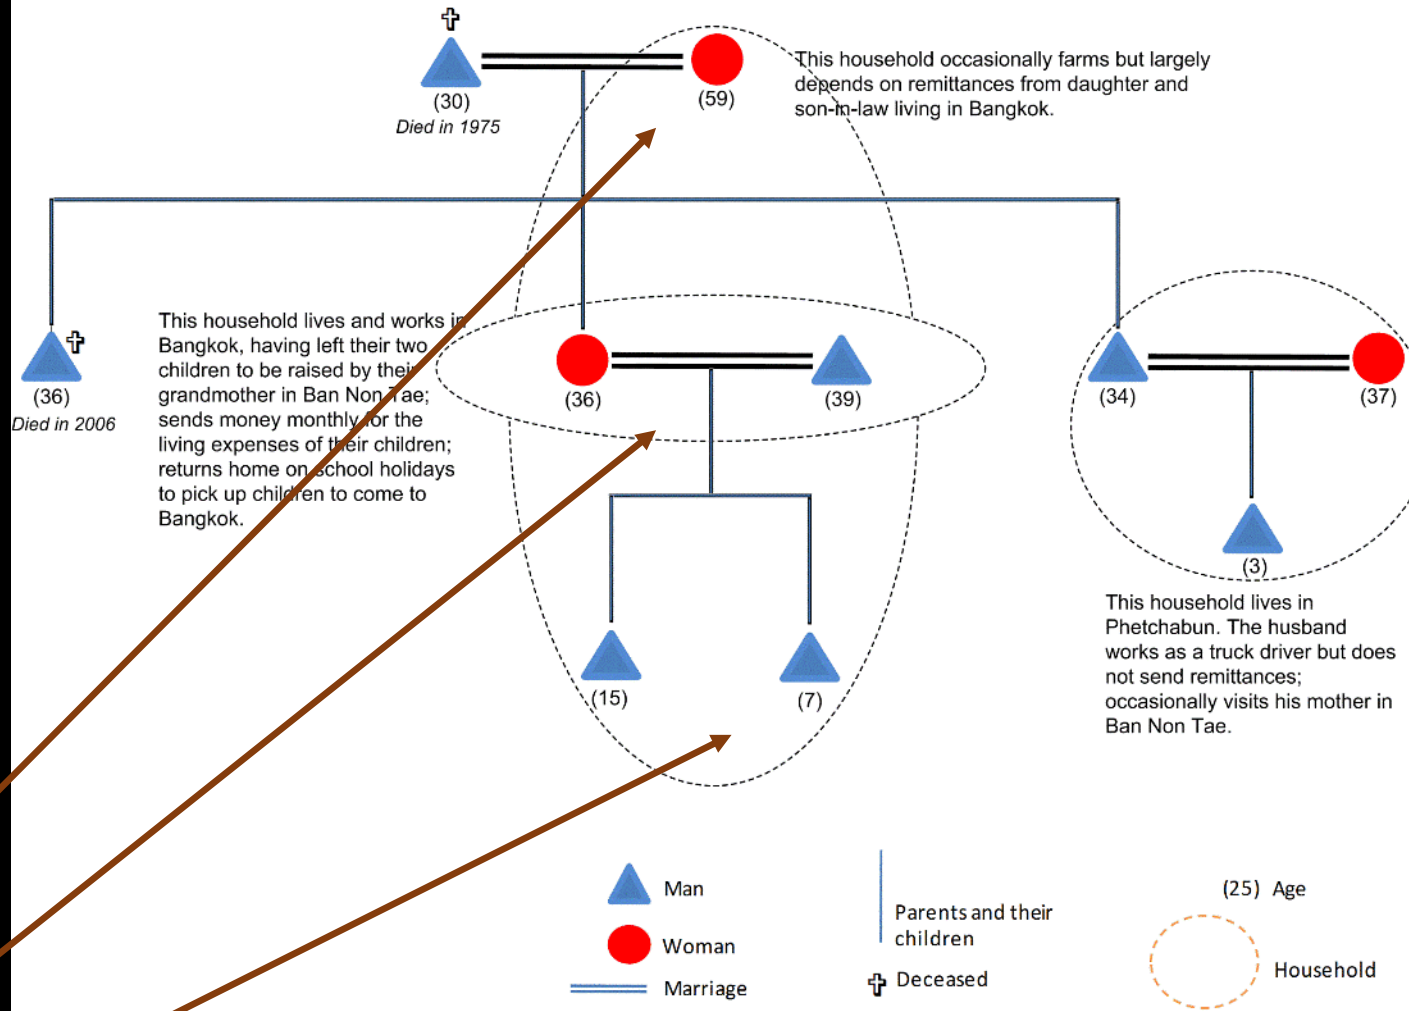 (30)
Died in 1975
(59)
This household occasionally farms but largely
depends on remittances from daughter and
son-in-law living in Bangkok.
(36)
Died in 2006
This household lives and works in
Bangkok, having left their two
children to be raised by their
grandmother in Ban Non Tae;
sends money monthly for the
living expenses of their children;
returns home on school holidays
to pick up children to come to
Bangkok.
(36)
(39)
(34)
(37)
(3)
(15)
(7)
This household lives in
Phetchabun. The husband
works as a truck driver but does
not send remittances;
occasionally visits his mother in
Ban Non Tae.
Man
Woman
Marriage
Parents and their
children
Deceased
(25) Age
Household